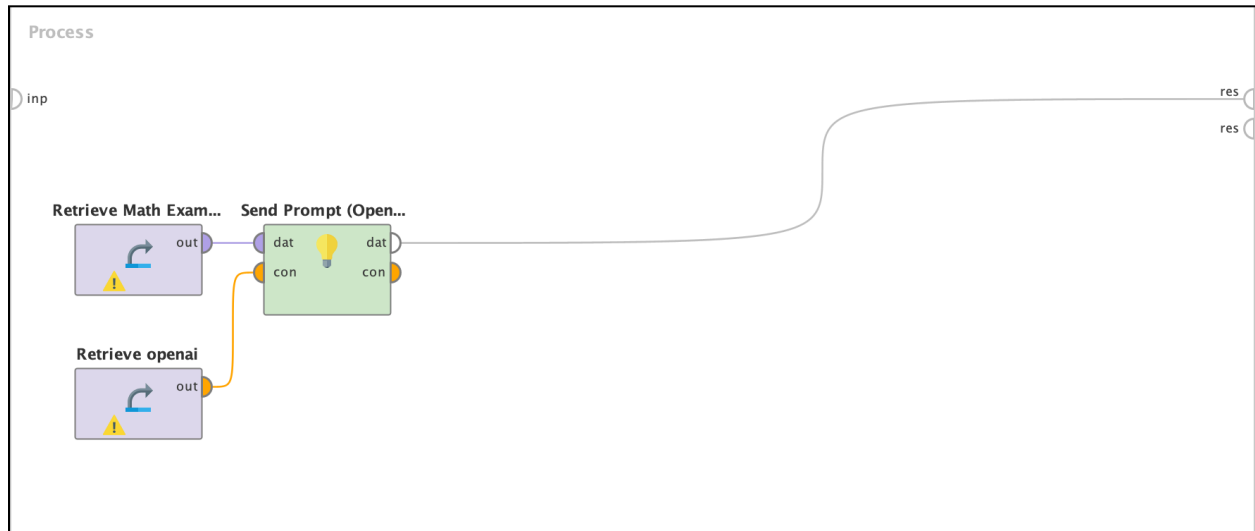 Process
inp
res
res
Retrieve Math Exam...
Send Prompt (Open...
out
dat
dat
con
con
Retrieve openai
out